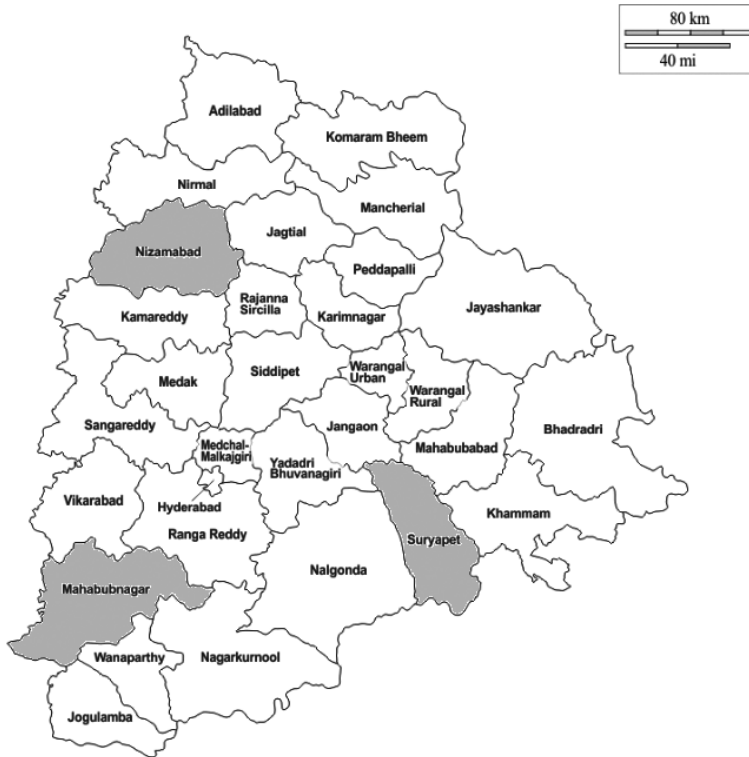 80 km
40 mi
Adilabad
Komaram Bheem
Nirmal
Mancherial
Jagtial
Nizamabad
Peddapalli
Rajanna
Sircilla
Karimnagar
Jayashankar
Kamareddy
Siddipet
Warangal
Urban
Medak
Warangal
Rural
Sangareddy
Jangaon
Bhadradri
Medchal-
Malkajgiri
Mahabubabad
Yadadri
Bhuvanagiri
Vikarabad
Hyderabad
Khammam
Ranga Reddy
Suryapet
Nalgonda
Mahabubnagar
Wanaparthy
Nagarkurnool
Jogulamba